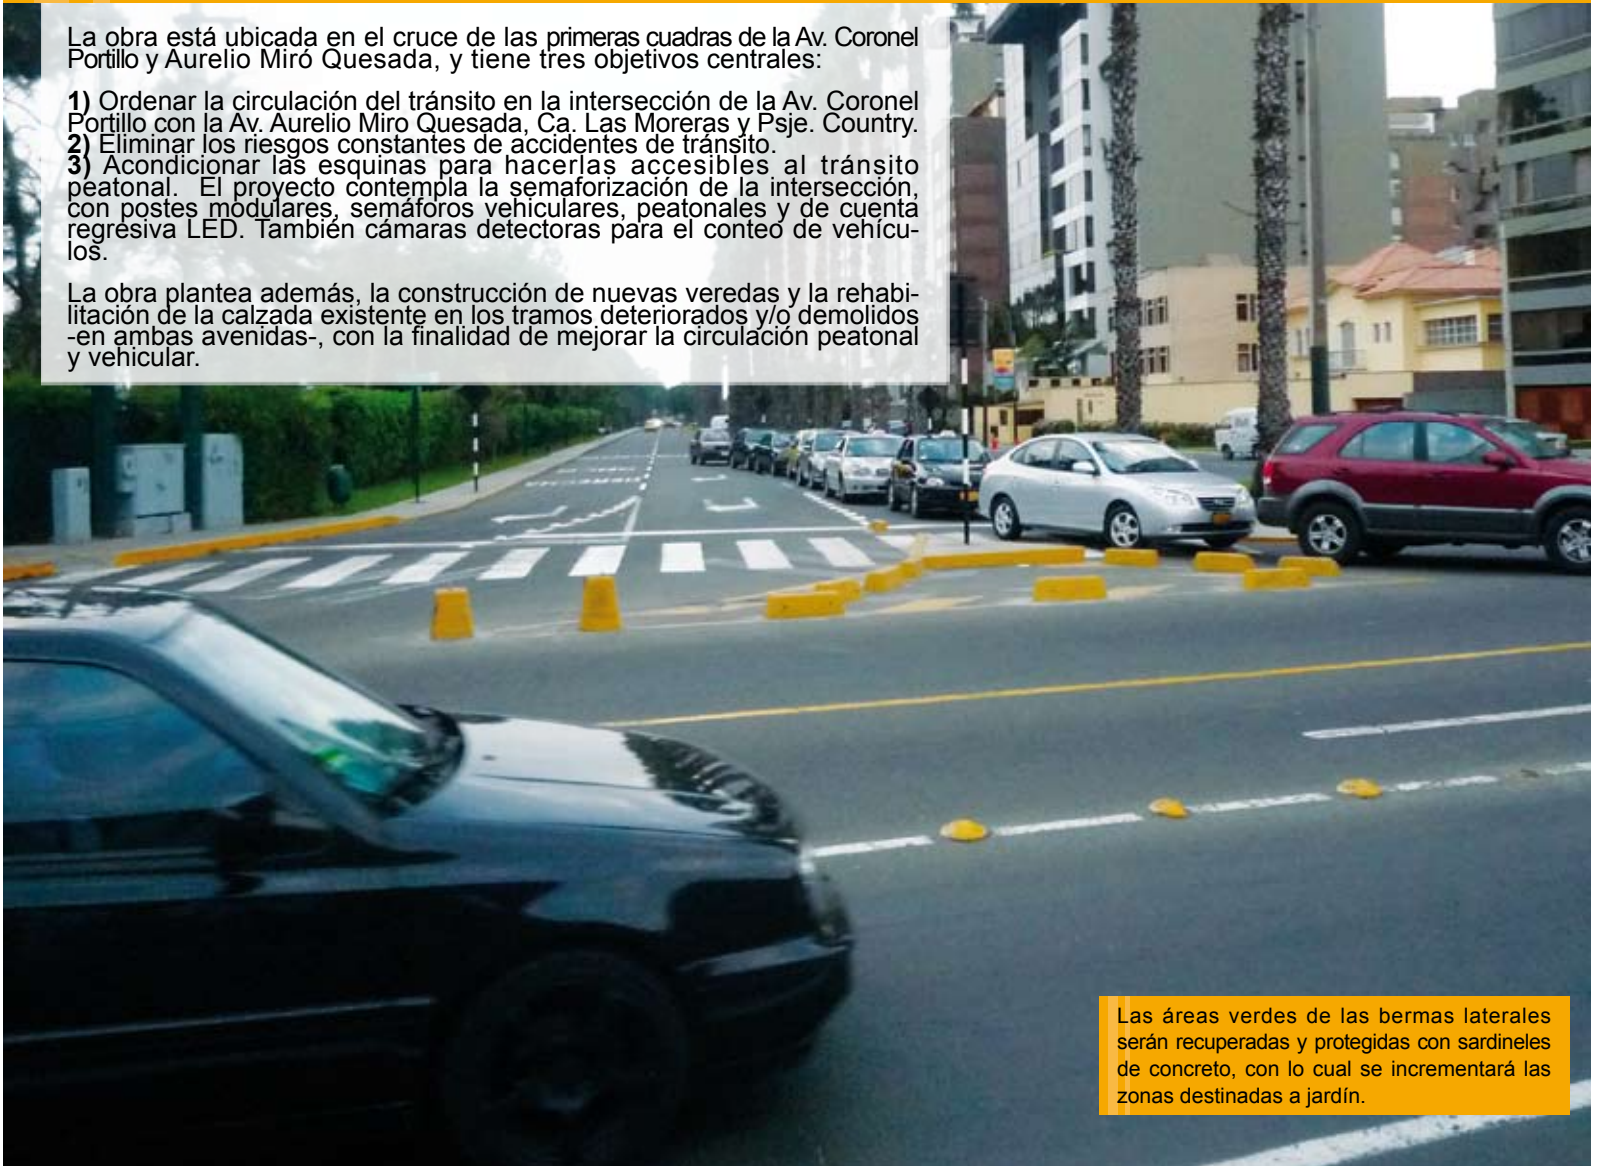 La obra está ubicada en el cruce de las primeras cuadras de la Av. Coronel
Portillo y Aurelio Miró Quesada, y tiene tres objetivos centrales:
1) Ordenar la circulación del tránsito en la intersección de la Av. Coronel
Portillo con la Av. Aurelio Miro Quesada, Ca. Las Moreras y Psje. Country.
2) Eliminar los riesgos constantes de accidentes de tránsito.
3) Acondicionar las esquinas para hacerlas accesibles al tránsito
peatonal. El proyecto contempla la semaforización de la intersección,
con postes modulares, semáforos vehiculares, peatonales y de cuenta
regresiva LED. También cámaras detectoras para el conteo de vehícu-
los.
La obra plantea además, la construcción de nuevas veredas y la rehabi-
litación de la calzada existente en los tramos deteriorados y/o demolidos
-en ambas avenidas-, con la finalidad de mejorar la circulación peatonal
y vehicular.
Las áreas verdes de las bermas laterales
serán recuperadas y protegidas con sardineles
de concreto, con lo cual se incrementará las
zonas destinadas a jardín.